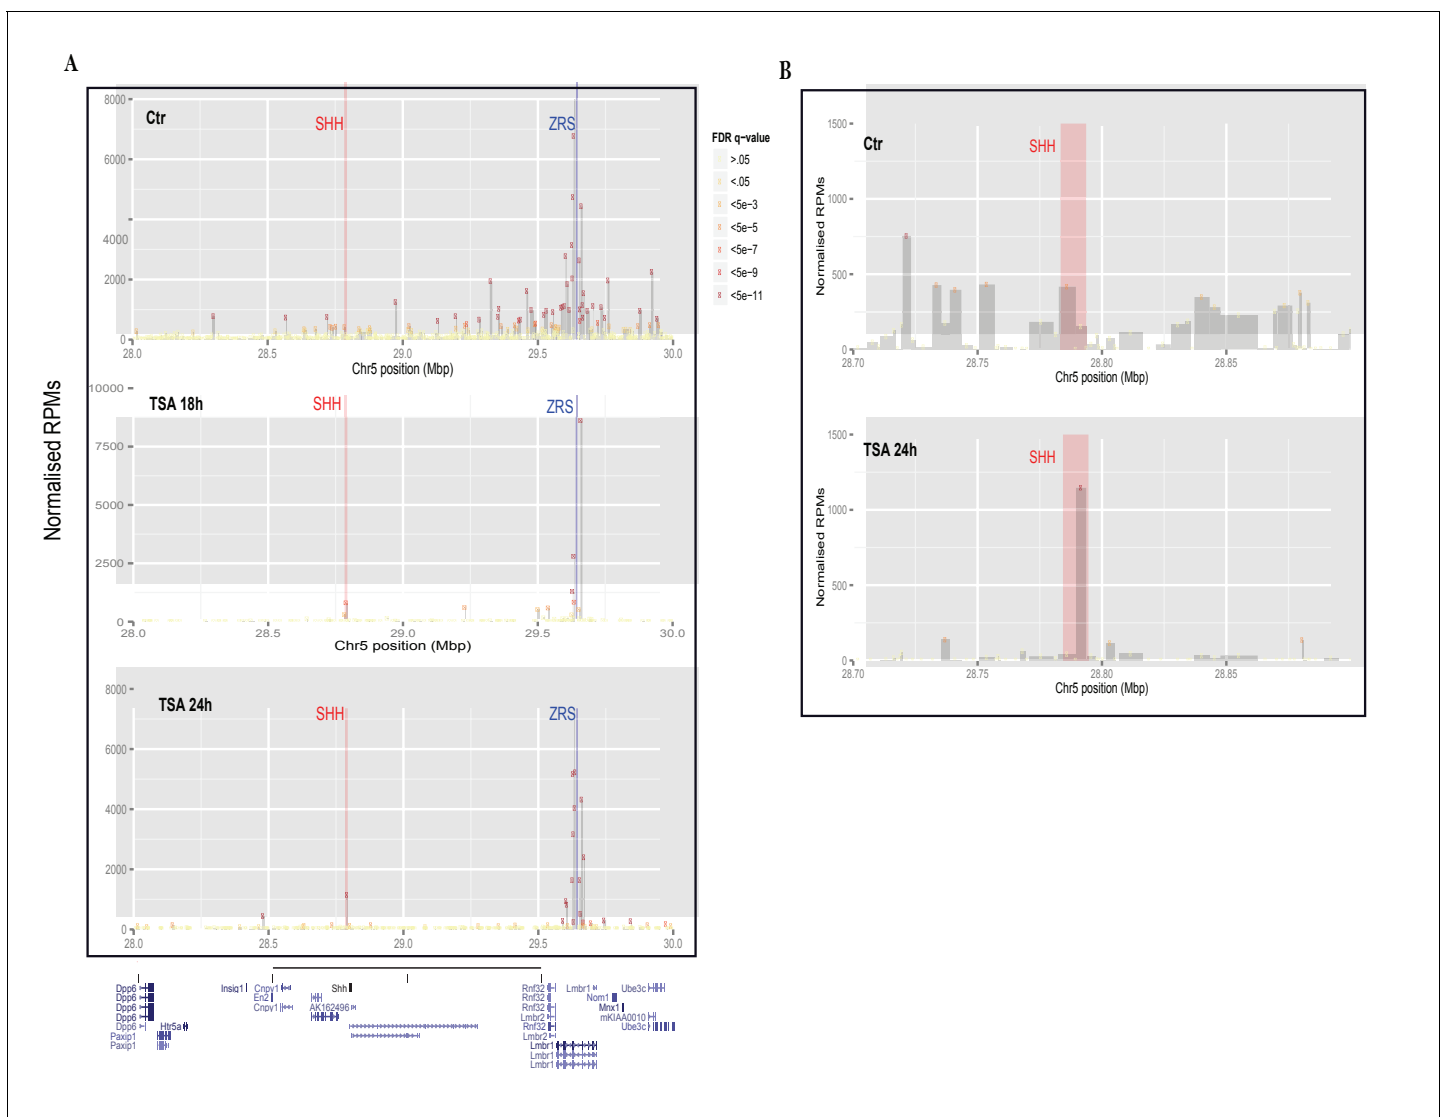 A
B
8000
6000
4000
2000
0
Ctr
SHH
ZRS
28.0
28.5
29.0
29.5
30.0
Chr5 position (Mbp)
FDR q-value
>.05
<.05
<5e-3
<5e-5
<5e-7
<5e-9
<5e-11
Normalised RPMs
10000
7500
5000
2500
0
TSA 18h
SHH
ZRS
28.0
28.5
29.0
29.5
30.0
Chr5 position (Mbp)
8000
6000
4000
2000
0
TSA 24h
SHH
ZRS
28.0
28.5
29.0
29.5
30.0
Dpp6
Insig1
Cnpy1
Shh
Rnf32
Lmbr1
Ube3c
Dpp6
En2
Rnf32
Nom1
Dpp6
Cnpy1
AK162496
Rnf32
Mnx1
Dpp6
Lmbr2
mKIAA0010
Dpp6
Htr5a
Rnf32
Ube3c
Paxip1
Lmbr2
Paxip1
Lmbr1
Lmbr1
Lmbr1
1500
1000
500
0
Normalised RPMs
Ctr
SHH
28.70
28.75
28.80
28.85
Chr5 position (Mbp)
1500
1000
500
0
Normalised RPMs
TSA 24h
SHH
28.70
28.75
28.80
28.85
Chr5 position (Mbp)